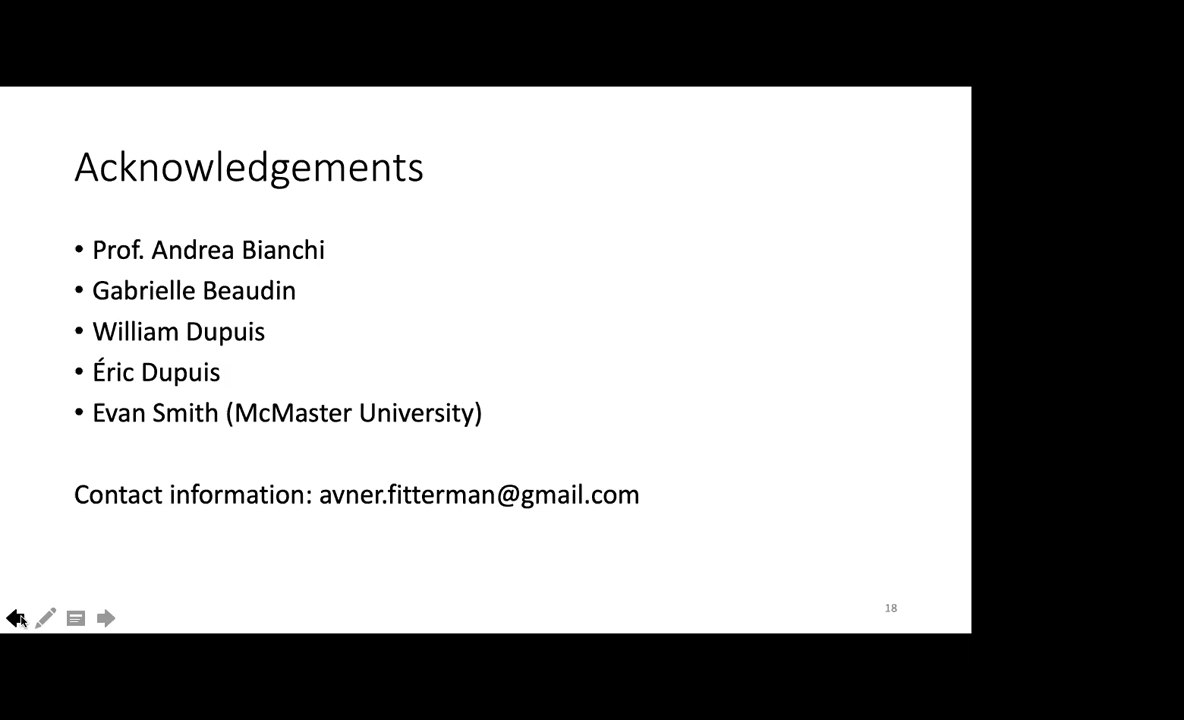 Acknowledgements
• Prof. Andrea Bianchi
• Gabrielle Beaudin
• William Dupuis
• Éric Dupuis
• Evan Smith (McMaster University)
Contact information: avner.fitterman@gmail.com
18